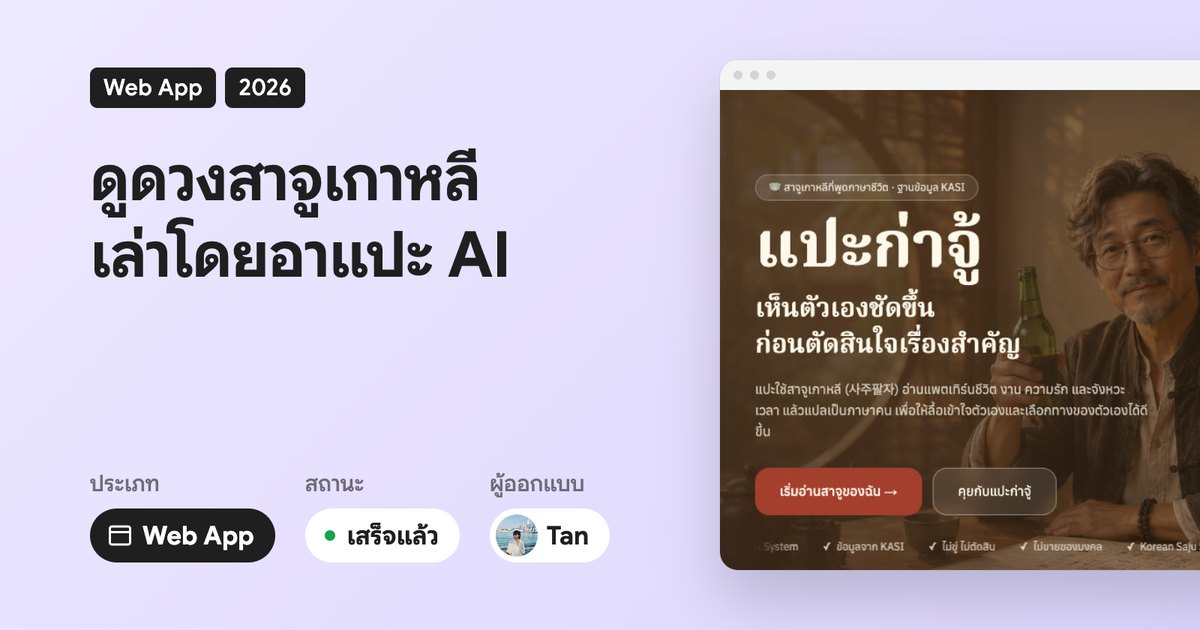 Web App
2026
ดูดวงสาจูเกาหลี
เล่าโดยอาแปะ AI
ประเภท
Web App
สถานะ
เสร็จแล้ว
ผู้ออกแบบ
Tan
สาจูเกาหลีที่พูดภาษาชีวิต · ฐานข้อมูล KASI
แปะก่าจู้
เห็นตัวเองชัดขึ้น
ก่อนตัดสินใจเรื่องสำคัญ
แปะใช้สาจูเกาหลี (사주팔자) อ่านแพตเทิร์นชีวิต งาน ความรัก และจังหวะ
เวลา แล้วแปลเป็นภาษาคน เพื่อให้ลื้อเข้าใจตัวเองและเลือกทางของตัวเองได้ดี
ขึ้น
เริ่มอ่านสาจูของฉัน →
คุยกับแปะก่าจู้
System ✓ ข้อมูลจาก KASI ✓ ไม่ขู่ ไม่ตัดสิน ✓ ไม่ขายของมงคล ✓ Korean Saju